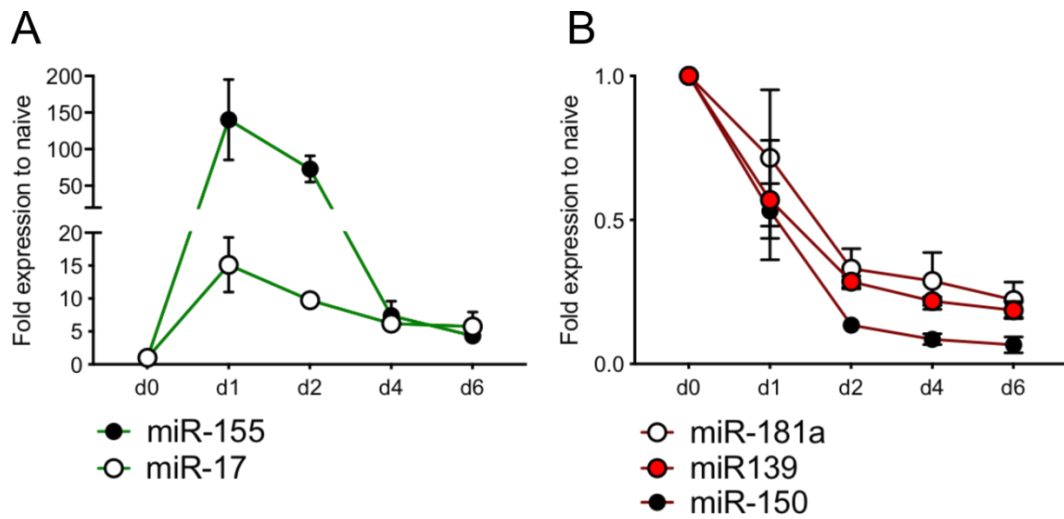 A
Fold expression to naive
200
150
100
50
20
15
10
5
0
d0 d1 d2 d4 d6
miR-155
miR-17
B
Fold expression to naive
1.0
0.5
0.0
d0 d1 d2 d4 d6
miR-181a
miR139
miR-150